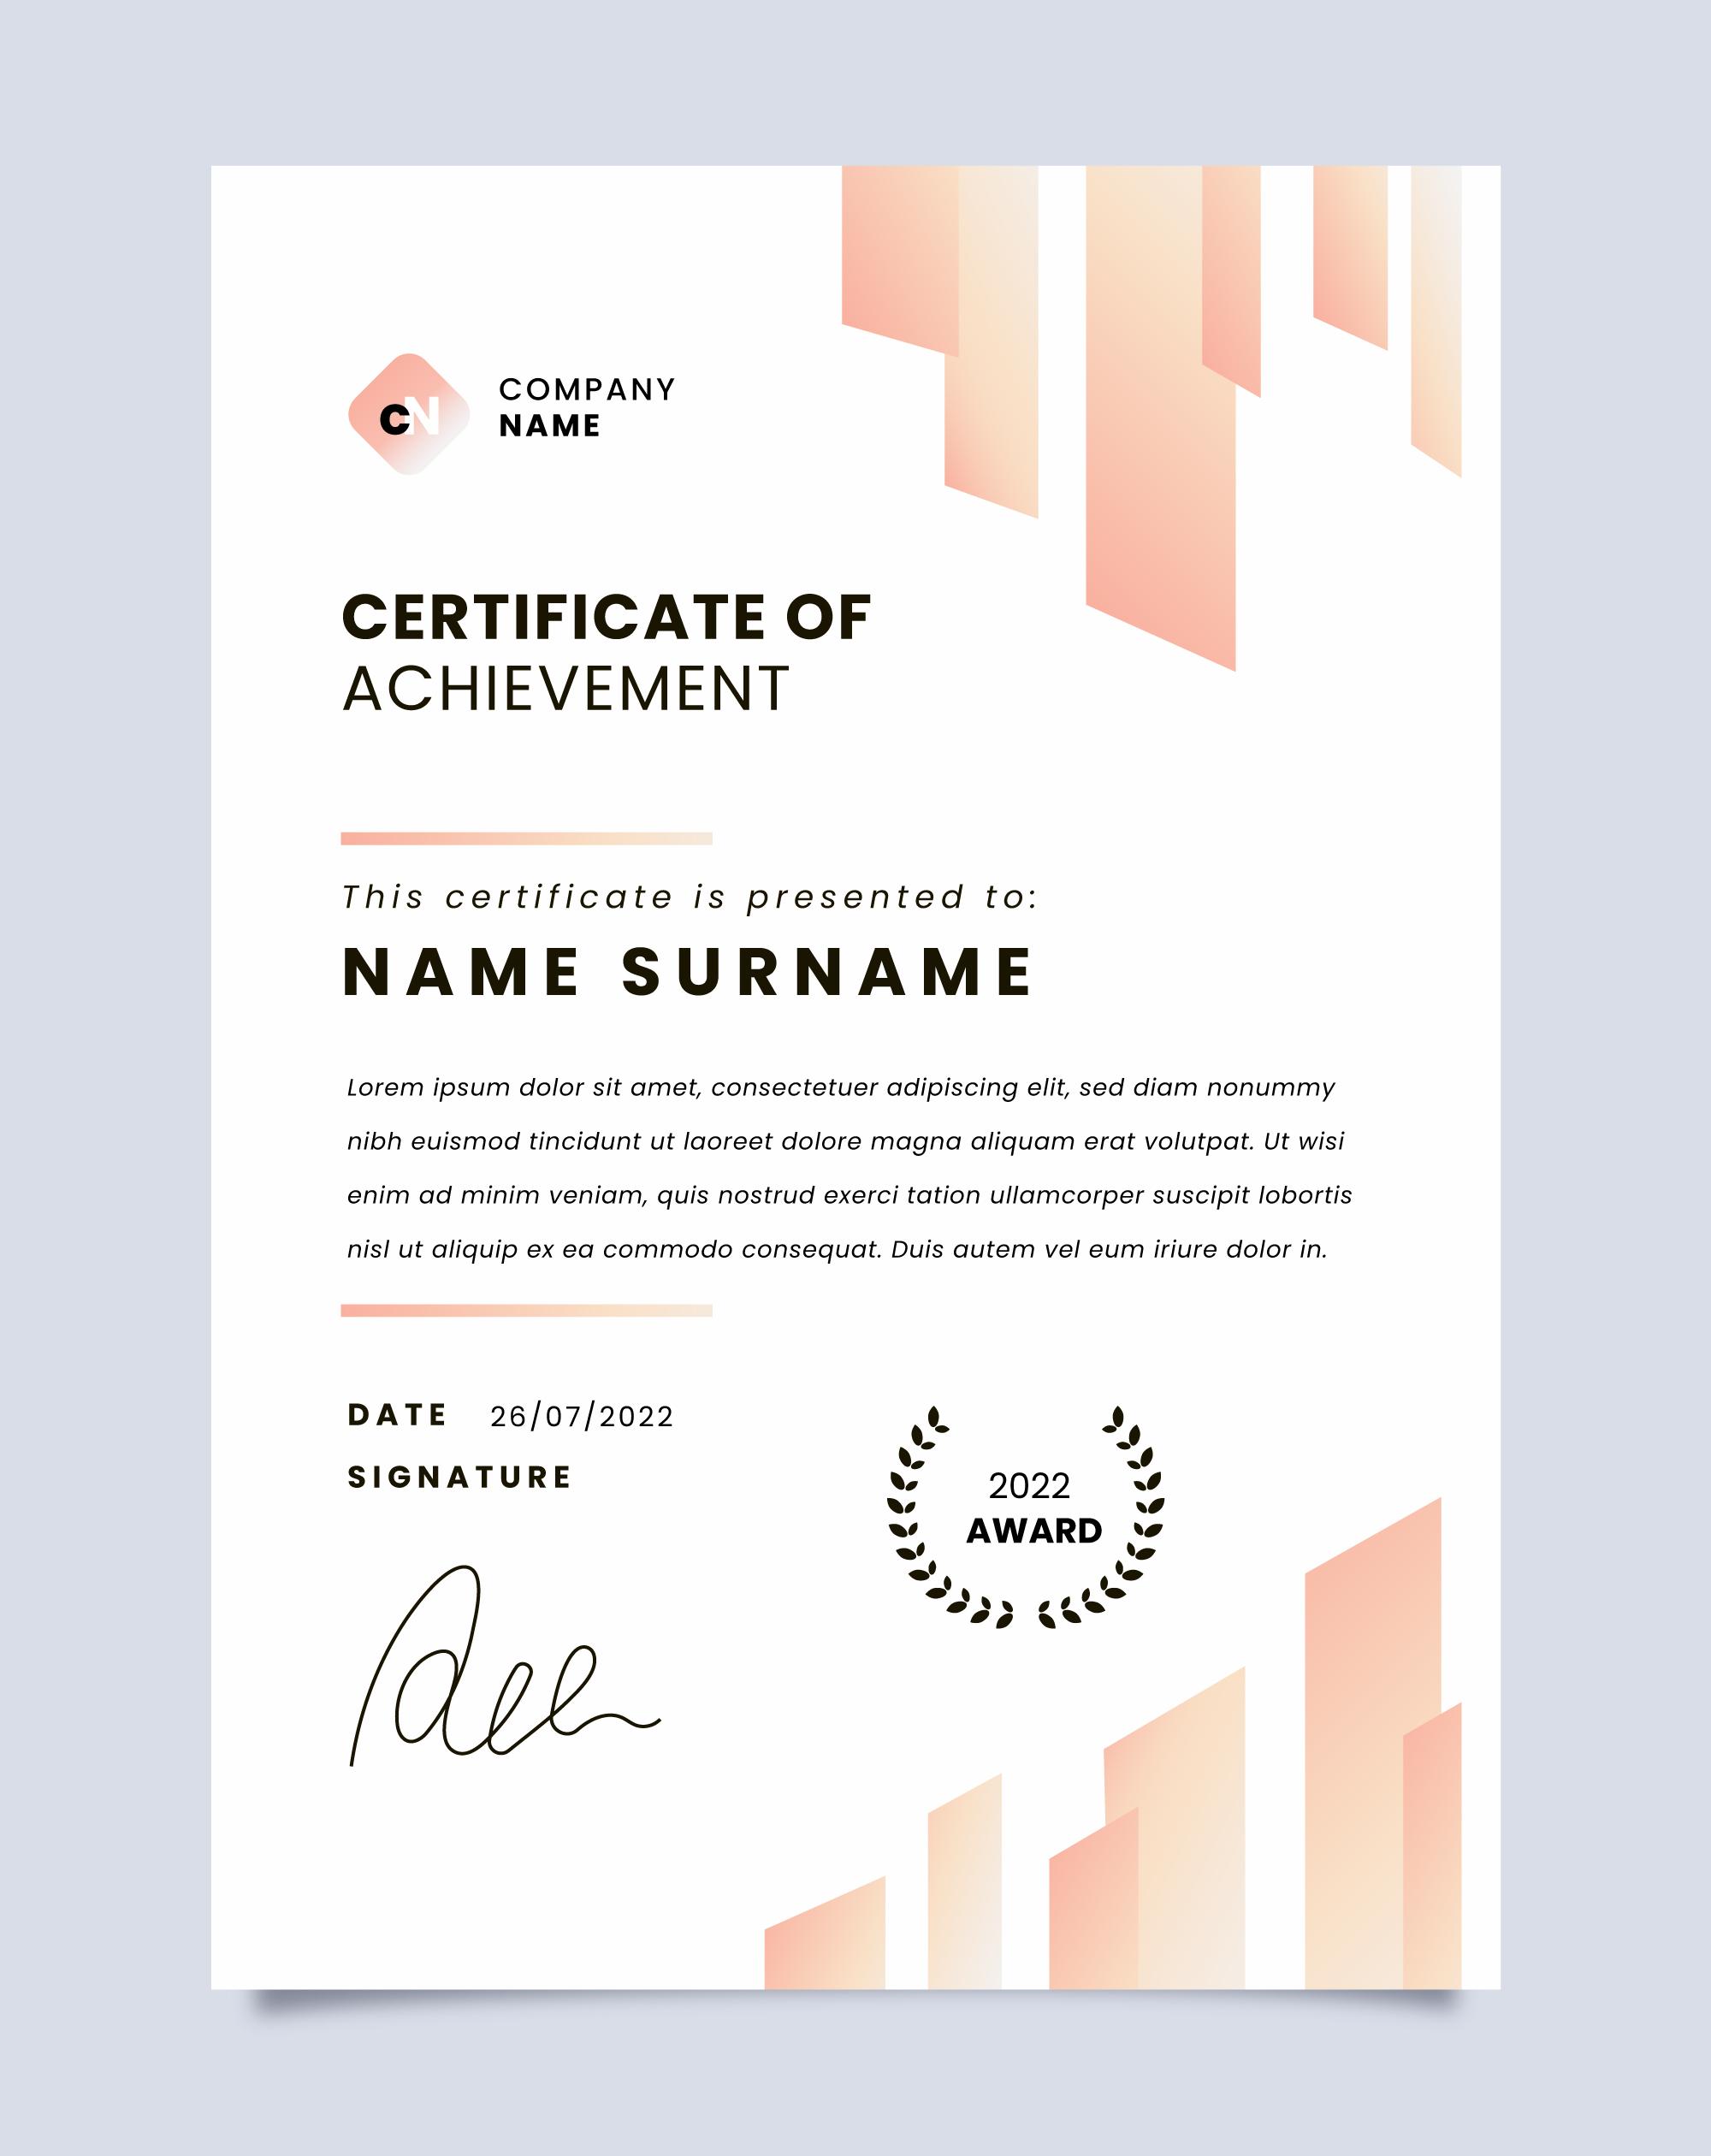 CN
COMPANY
NAME
CERTIFICATE OF
ACHIEVEMENT
This certificate is presented to:
NAME SURNAME
Lorem ipsum dolor sit amet, consectetuer adipiscing elit, sed diam nonummy
nibh euismod tincidunt ut laoreet dolore magna aliquam erat volutpat. Ut wisi
enim ad minim veniam, quis nostrud exerci tation ullamcorper suscipit lobortis
nisl ut aliquip ex ea commodo consequat. Duis autem vel eum iriure dolor in.
DATE 26/07/2022
SIGNATURE
2022
AWARD